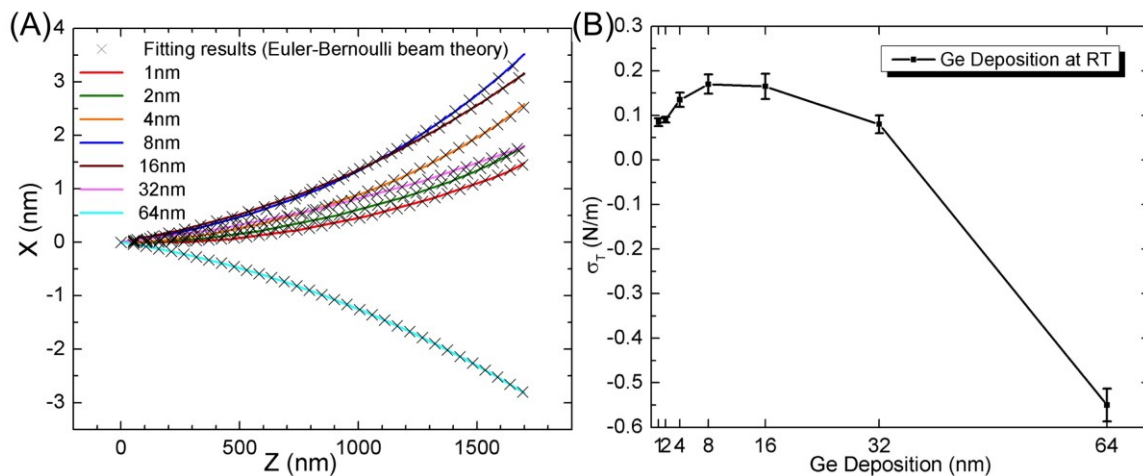 (A)
4
3
2
1
0
-1
-2
-3
X (nm)
Fitting results (Euler-Bernoulli beam theory)
1nm
2nm
4nm
8nm
16nm
32nm
64nm
0 500 1000 1500
Z (nm)
(B)
0.3
0.2
0.1
0.0
-0.1
-0.2
-0.3
-0.4
-0.5
-0.6
σT (N/m)
Ge Deposition at RT
1 2 4 8 16 32 64
Ge Deposition (nm)